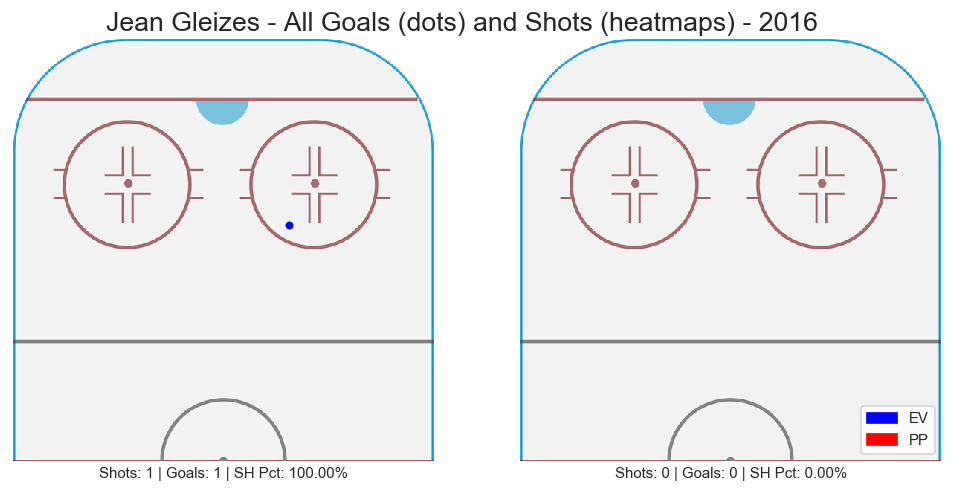 Jean Gleizes - All Goals (dots) and Shots (heatmaps) - 2016
EV
PP
Shots: 1 | Goals: 1 | SH Pct: 100.00%
Shots: 0 | Goals: 0 | SH Pct: 0.00%